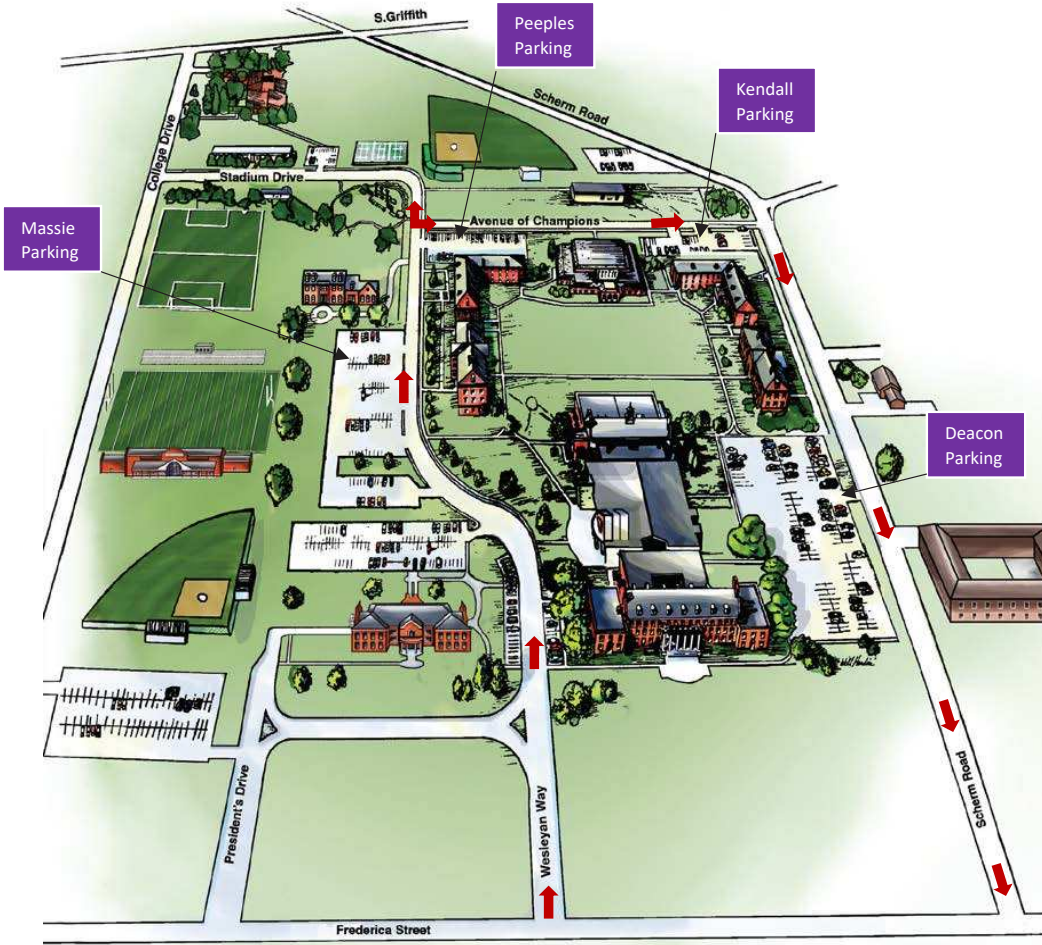 S.Griffith
Peeples
Parking
Scherm Road
Kendall
Parking
College Drive
Stadium Drive
Avenue of Champions
Massie
Parking
Deacon
Parking
President's Drive
Wesleyan Way
Scherm Road
Frederica Street